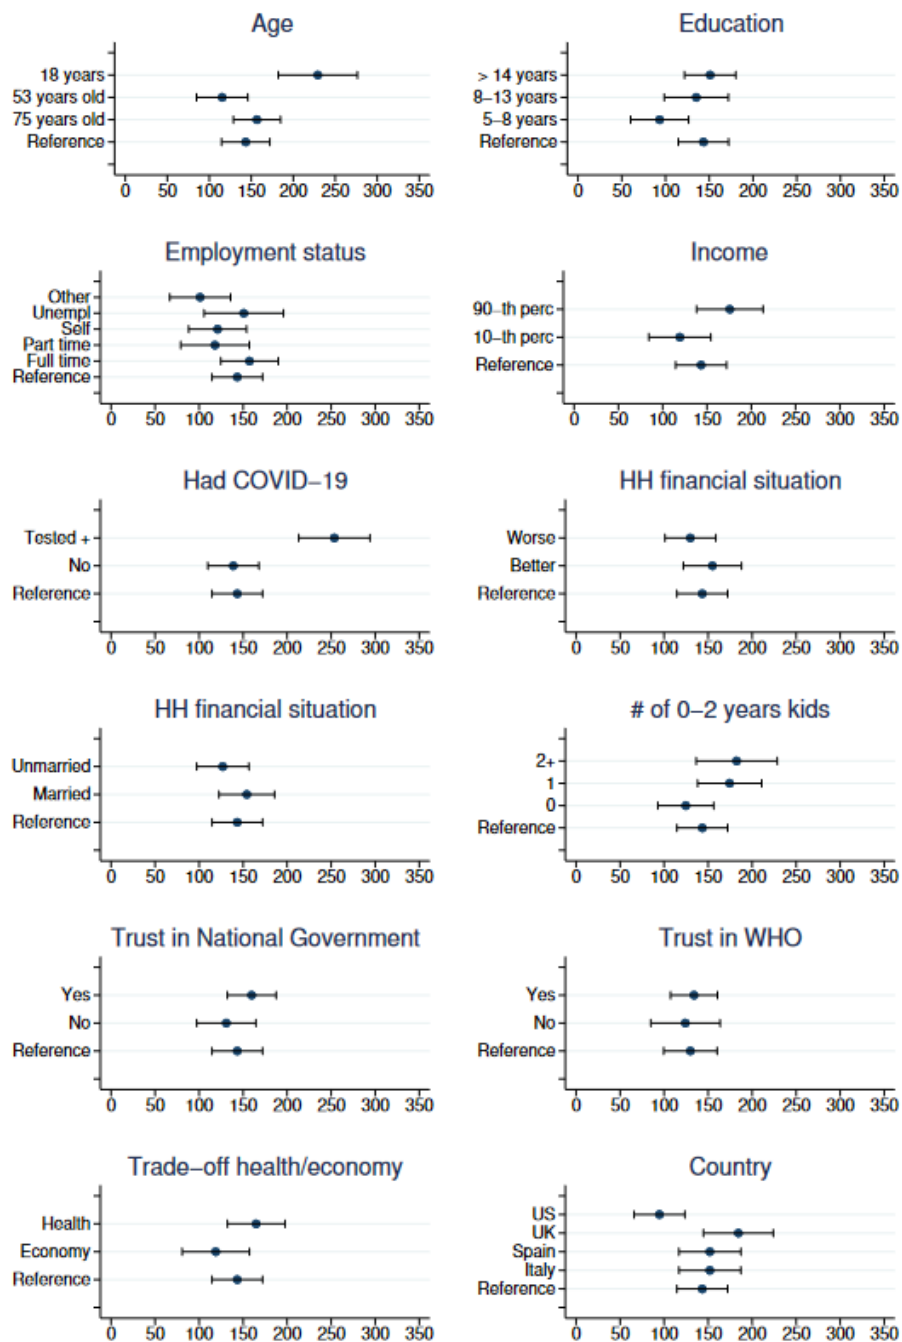 Age
18 years
53 years old
75 years old
Reference
0 50 100 150 200 250 300 350
Education
> 14 years
8–13 years
5–8 years
Reference
0 50 100 150 200 250 300 350
Employment status
Other
Unempl
Self
Part time
Full time
Reference
0 50 100 150 200 250 300 350
Income
90–th perc
10–th perc
Reference
0 50 100 150 200 250 300 350
Had COVID–19
Tested +
No
Reference
0 50 100 150 200 250 300 350
HH financial situation
Worse
Better
Reference
0 50 100 150 200 250 300 350
HH financial situation
Unmarried
Married
Reference
0 50 100 150 200 250 300 350
# of 0–2 years kids
2+
1
0
Reference
0 50 100 150 200 250 300 350
Trust in National Government
Yes
No
Reference
0 50 100 150 200 250 300 350
Trust in WHO
Yes
No
Reference
0 50 100 150 200 250 300 350
Trade–off health/economy
Health
Economy
Reference
0 50 100 150 200 250 300 350
Country
US
UK
Spain
Italy
Reference
0 50 100 150 200 250 300 350